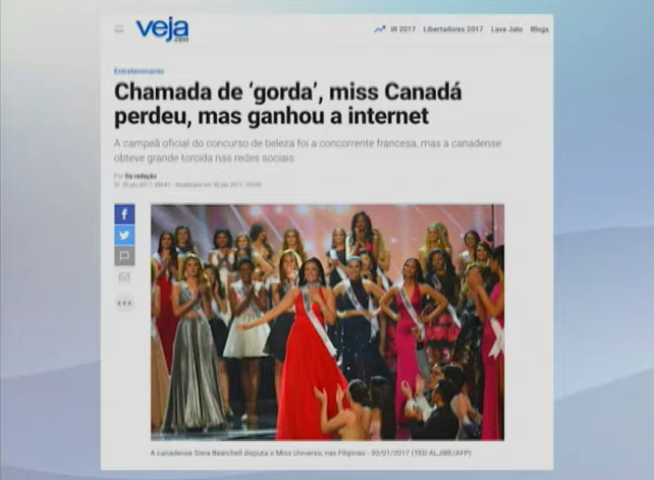 veja
.com
IR 2017 Libertadores 2017 Lava Jato Blogs
Entretenimento
Chamada de ‘gorda’, miss Canadá
perdeu, mas ganhou a internet
A campeã oficial do concurso de beleza foi a concorrente francesa, mas a canadense
obteve grande torcida nas redes sociais
Por Da redação
f
A canadense Siera Bearchell disputa o Miss Universo, nas Filipinas - 30/01/2017 (TED ALJIBE/AFP)